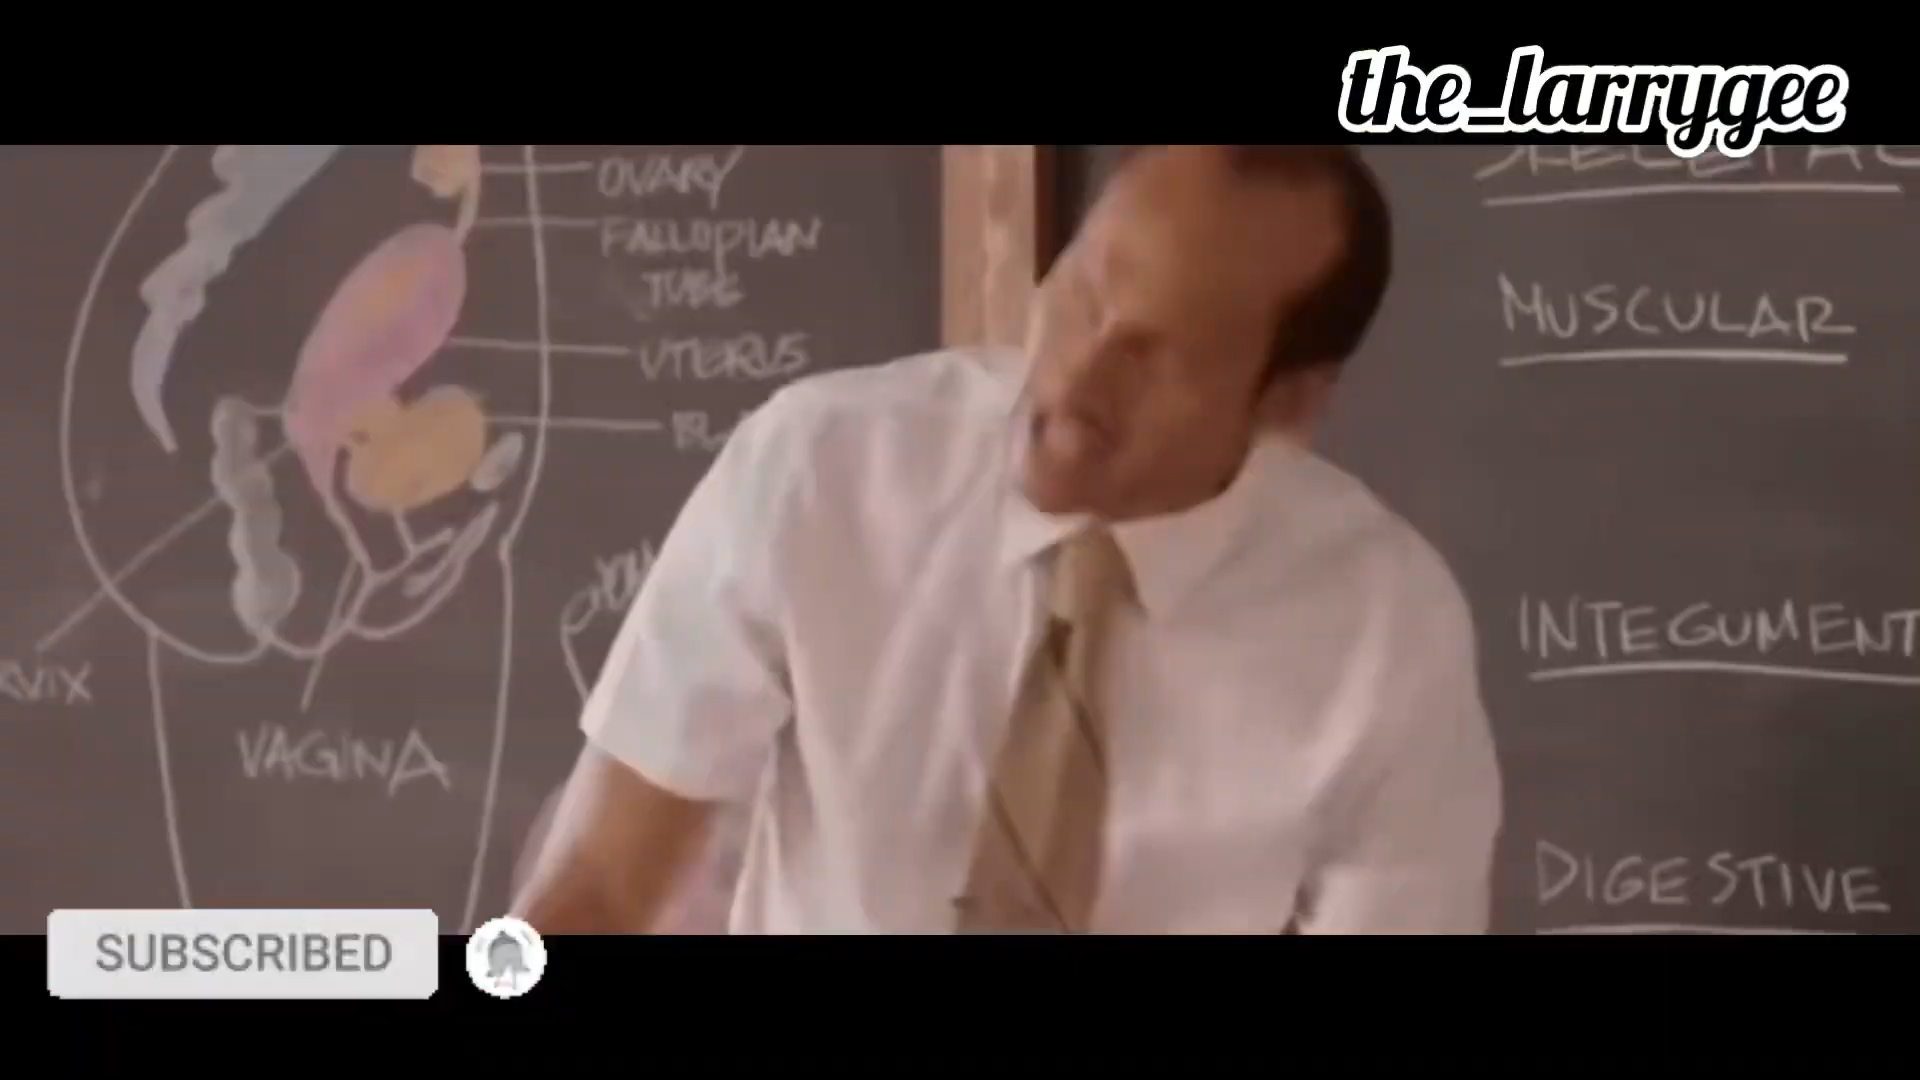 the_larrygee
OVARY
FALLOPIAN
TUBE
UTERUS
VAGINA
MUSCULAR
INTEGUMENT
DIGESTIVE
SUBSCRIBED